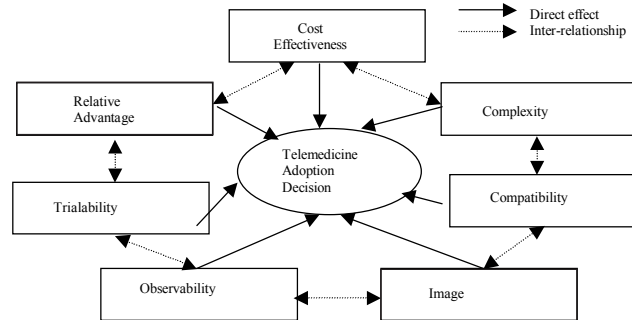 Cost
Effectiveness
Direct effect
Inter-relationship
Relative
Advantage
Complexity
Telemedicine
Adoption
Decision
Trialability
Compatibility
Observability
Image